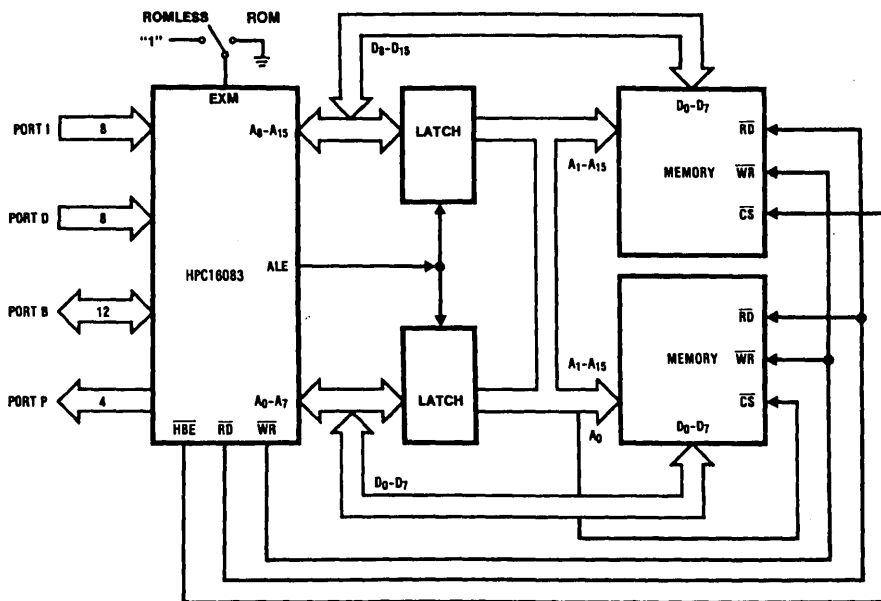 ROMLESS ROM
"1"
D8–D15
EXM
D0–D7
PORT I 8
A8–A15
LATCH
RD
A1–A15
MEMORY
WR
PORT D 8
CS
ALE
HPC16083
PORT B 12
RD
A1–A15
MEMORY
WR
PORT P 4
A0–A7
LATCH
CS
A0
D0–D7
HBE RD WR
D0–D7